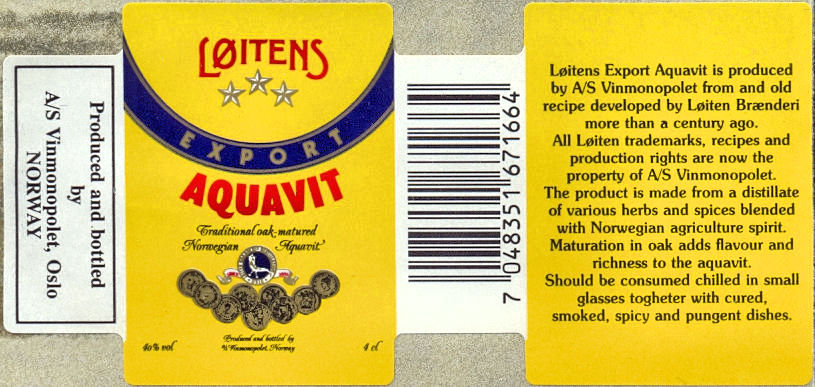 Produced and bottled
by
A/S Vinmonopolet, Oslo
NORWAY
LØITENS
EXPORT
AQUAVIT
Traditional oak-matured
Norwegian Aquavit
Produced and bottled by
A/S Vinmonopolet, Norway
40% vol 4 cl
7 048351 671664
Løitens Export Aquavit is produced
by A/S Vinmonopolet from and old
recipe developed by Løiten Brænderi
more than a century ago.
All Løiten trademarks, recipes and
production rights are now the
property of A/S Vinmonopolet.
The product is made from a distillate
of various herbs and spices blended
with Norwegian agriculture spirit.
Maturation in oak adds flavour and
richness to the aquavit.
Should be consumed chilled in small
glasses togheter with cured,
smoked, spicy and pungent dishes.